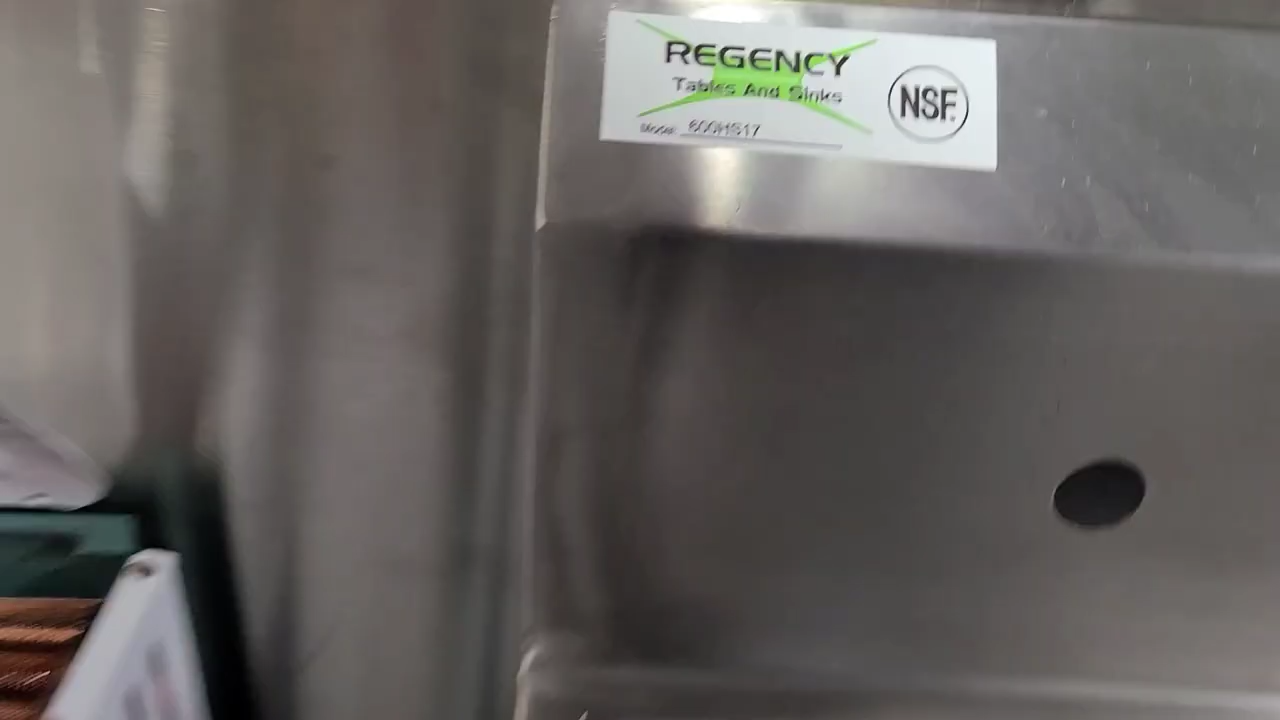 REGENCY
Tables And Sinks
Model: 600HS17
NSF.